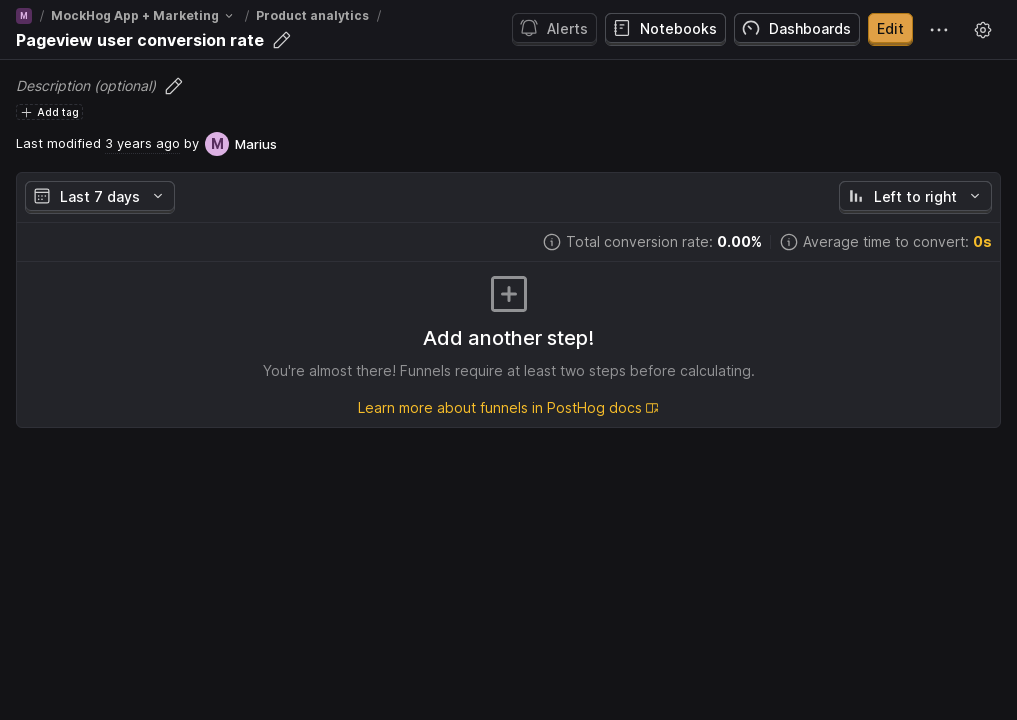 M / MockHog App + Marketing / Product analytics /
Pageview user conversion rate
Alerts
Notebooks
Dashboards
Edit
Description (optional)
Add tag
Last modified 3 years ago by M Marius
Last 7 days
Left to right
Total conversion rate: 0.00%
Average time to convert: 0s
Add another step!
You're almost there! Funnels require at least two steps before calculating.
Learn more about funnels in PostHog docs